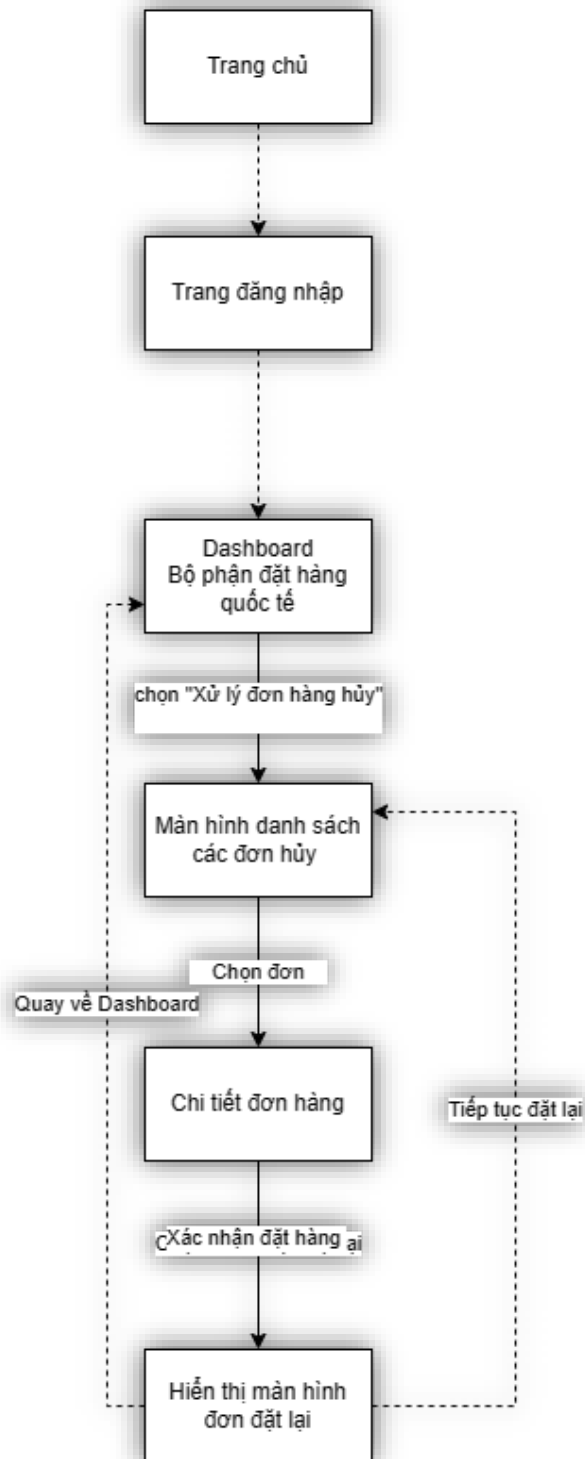 Trang chủ
Trang đăng nhập
Dashboard
Bộ phận đặt hàng
quốc tế
chọn "Xử lý đơn hàng hủy"
Màn hình danh sách
các đơn hủy
Chọn đơn
Quay về Dashboard
Chi tiết đơn hàng
Tiếp tục đặt lại
Xác nhận đặt hàng
Hiển thị màn hình
đơn đặt lại